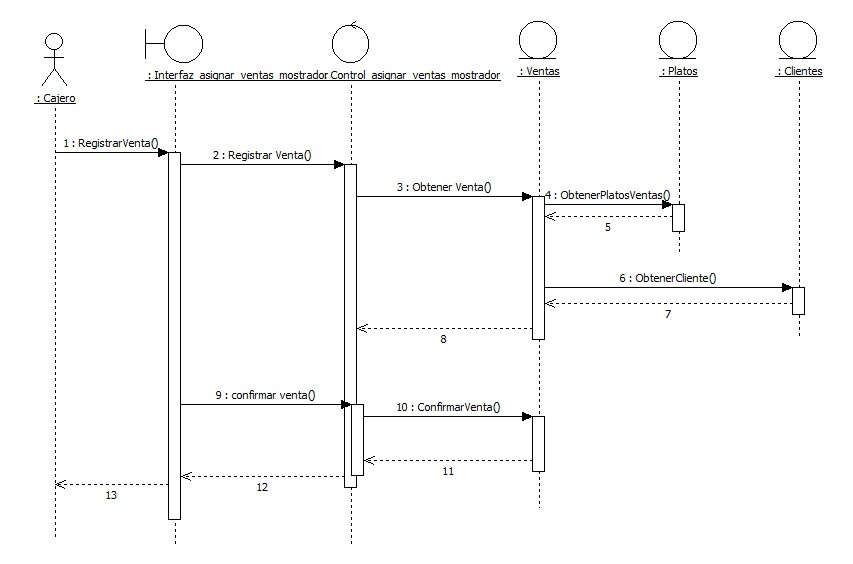 : Cajero
: Interfaz_asignar_ventas_mostrador
Control_asignar_ventas_mostrador
: Ventas
: Platos
: Clientes
1 : RegistrarVenta()
2 : Registrar Venta()
3 : Obtener Venta()
4 : ObtenerPlatosVentas()
5
6 : ObtenerCliente()
7
8
9 : confirmar venta()
10 : ConfirmarVenta()
11
12
13